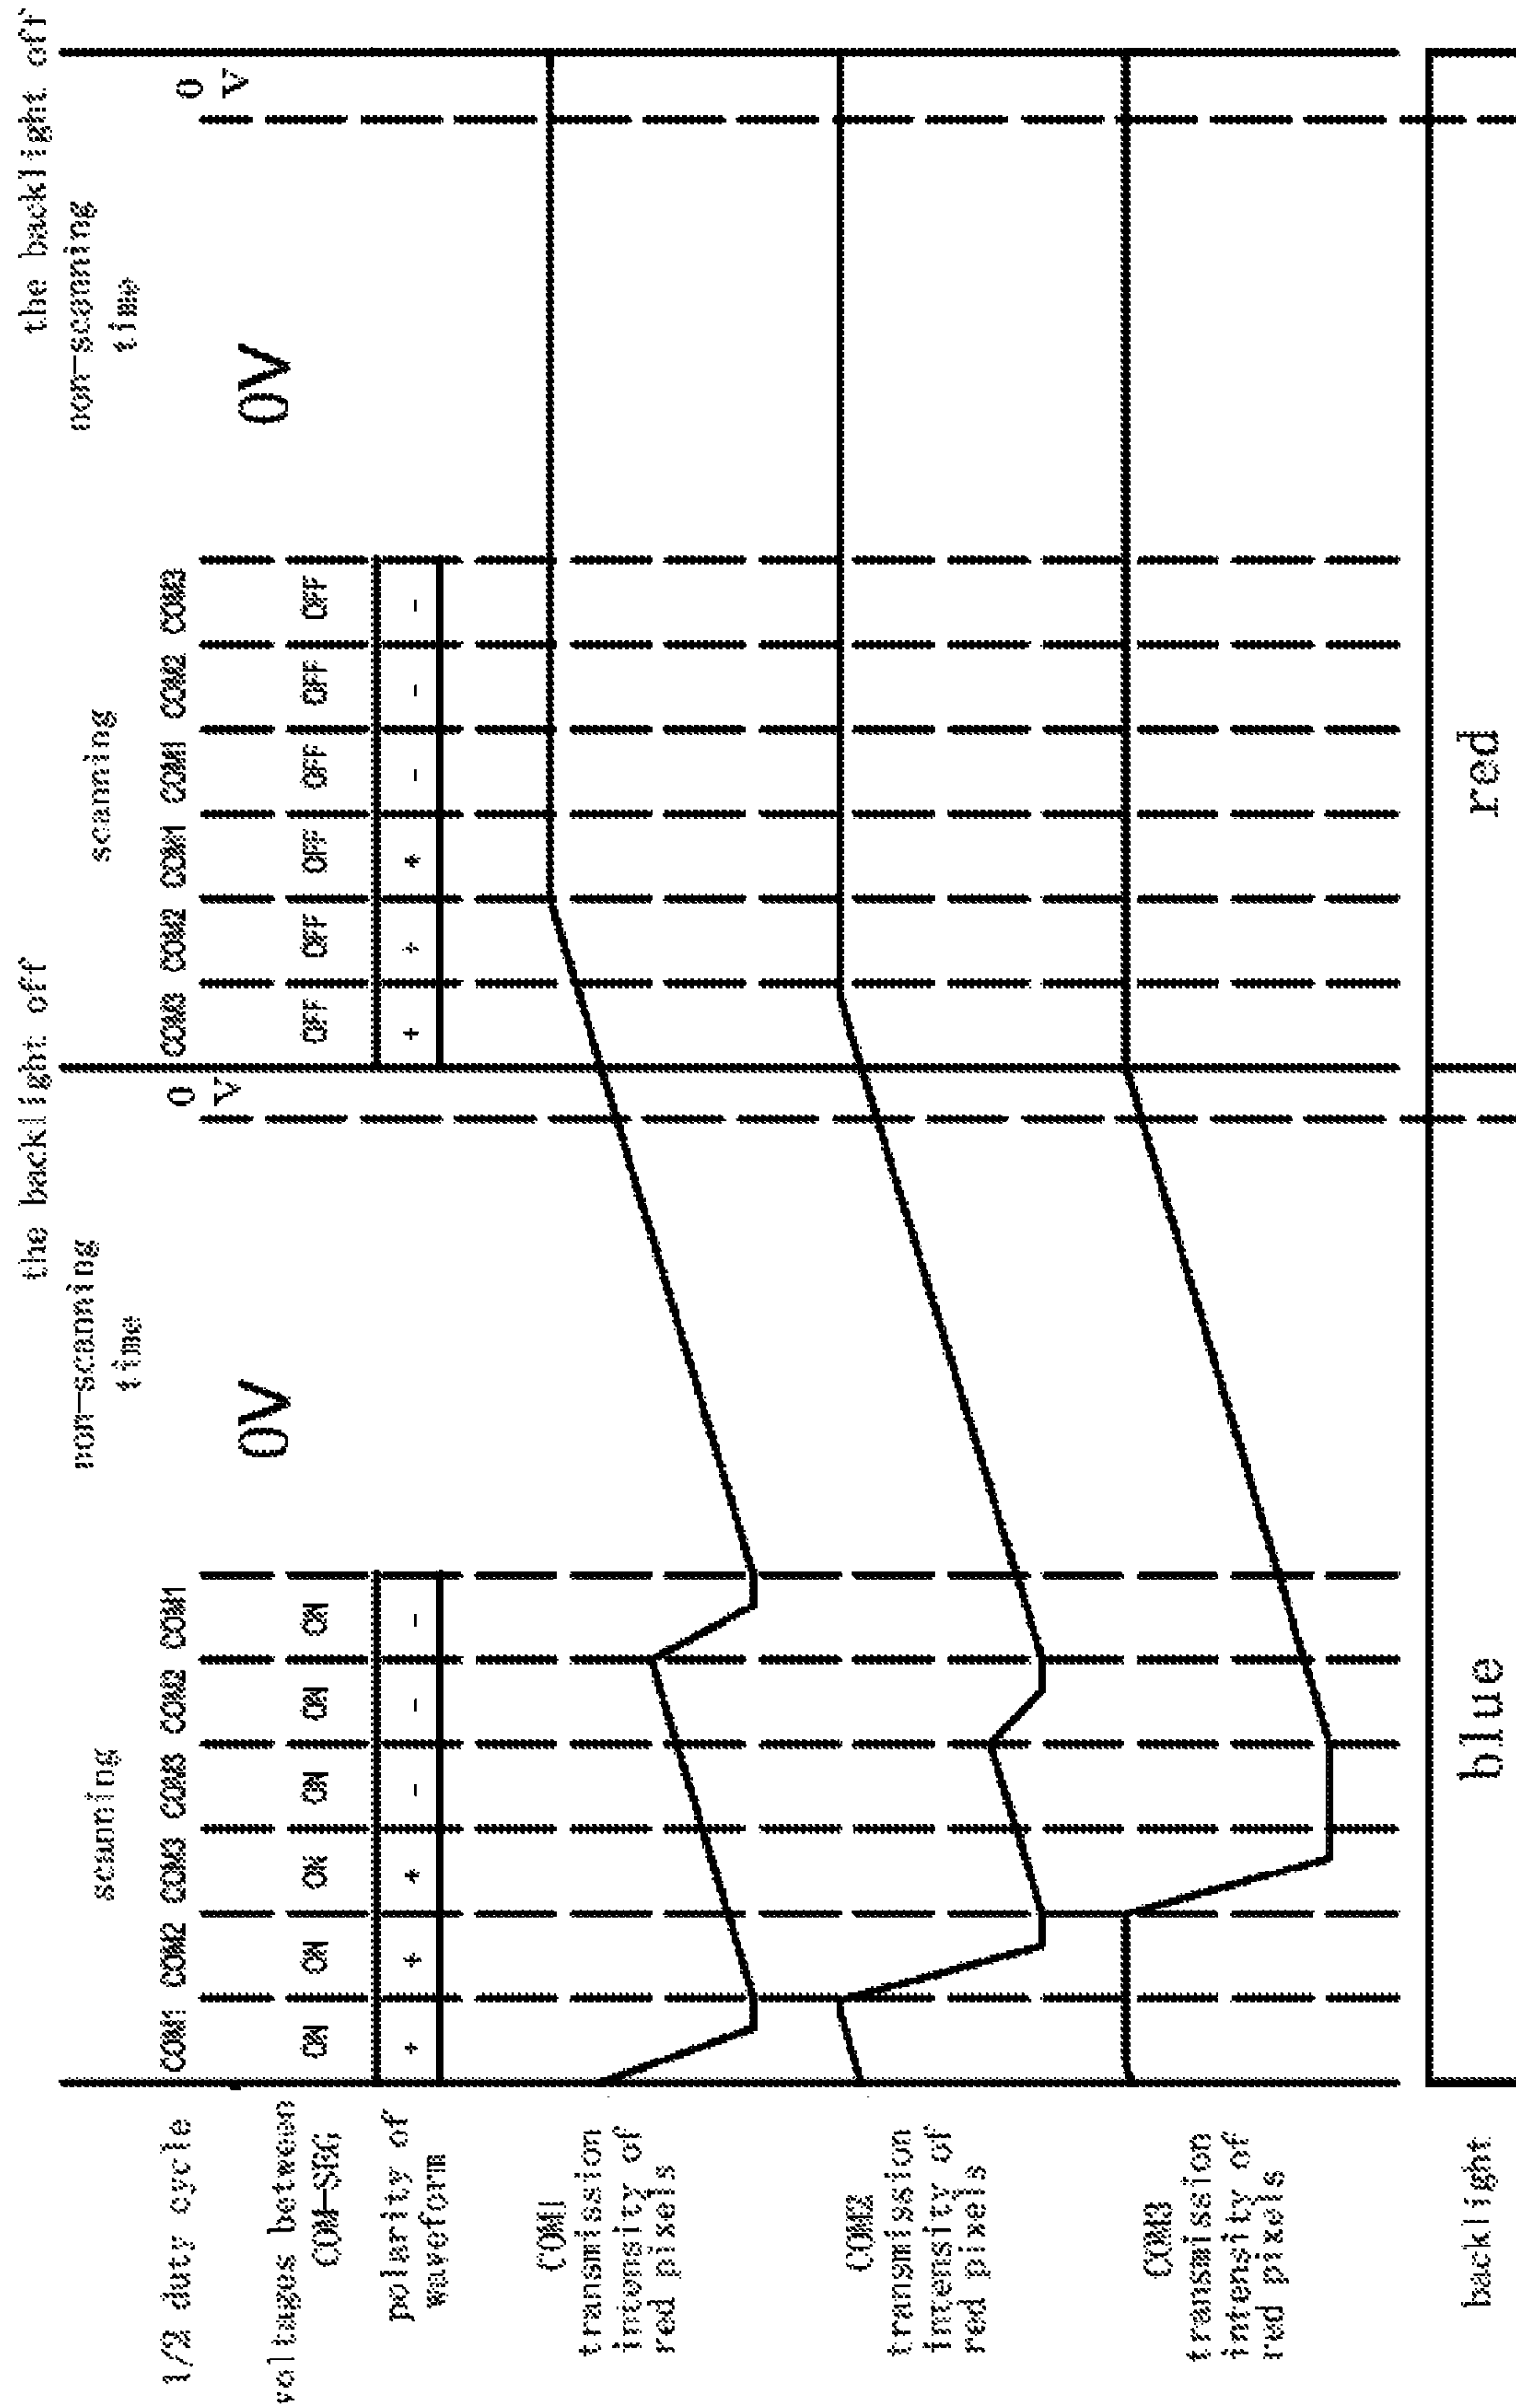 the backlight off
the backlight off
scanning
non-scanning
time
scanning
non-scanning
time
1/2 duty cycle
COM1 COM2 COM3 COM3 COM2 COM1
0
V
COM3 COM2 COM1 COM1 COM2 COM3
0
V
0V
0V
voltages between
COM-SEG
ON ON ON ON ON ON
OFF OFF OFF OFF OFF OFF
polarity of
waveform
+ + + - - -
+ + + - - -
COM1
transmission
intensity of
red pixels
COM2
transmission
intensity of
red pixels
COM3
transmission
intensity of
red pixels
backlight
blue
red